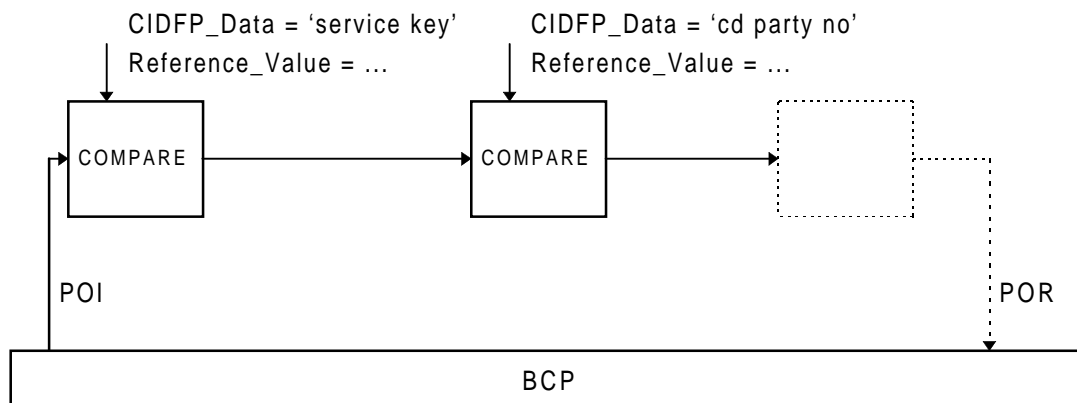 CIDFP_Data = ‘service key’
Reference_Value = ...
CIDFP_Data = ‘cd party no’
Reference_Value = ...
COMPARE
COMPARE
POI
POR
BCP